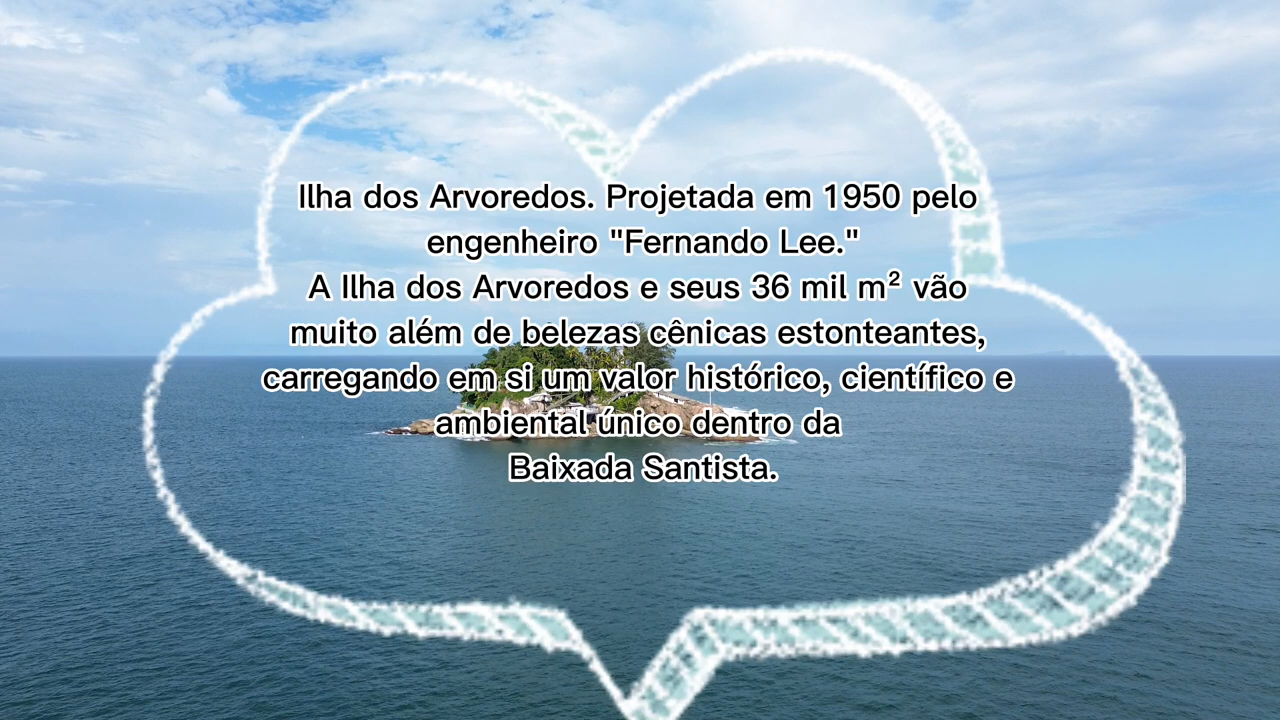 Ilha dos Arvoredos. Projetada em 1950 pelo
engenheiro "Fernando Lee."
A Ilha dos Arvoredos e seus 36 mil m² vão
muito além de belezas cênicas estonteantes,
carregando em si um valor histórico, científico e
ambiental único dentro da
Baixada Santista.